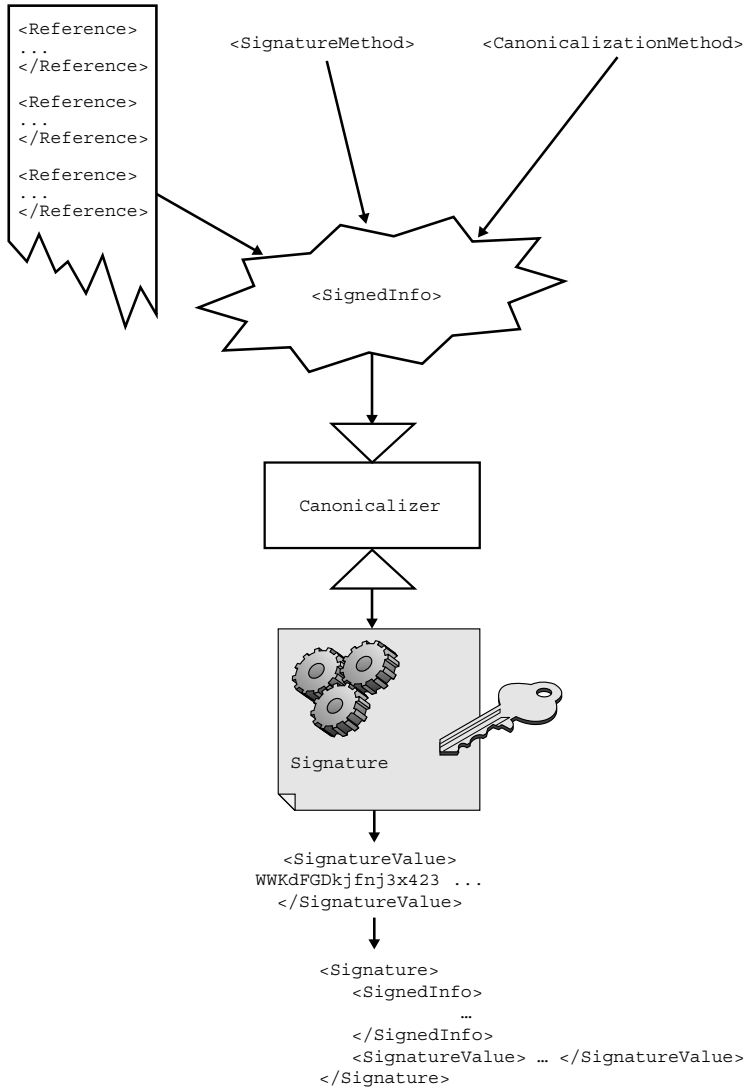 <Reference>
...
</Reference>
<Reference>
...
</Reference>
<Reference>
...
</Reference>
<SignatureMethod>
<CanonicalizationMethod>
<SignedInfo>
Canonicalizer
Signature
<SignatureValue>
WWKdFGDkjfnj3x423 ...
</SignatureValue>
<Signature>
<SignedInfo>
…
</SignedInfo>
<SignatureValue> … </SignatureValue>
</Signature>